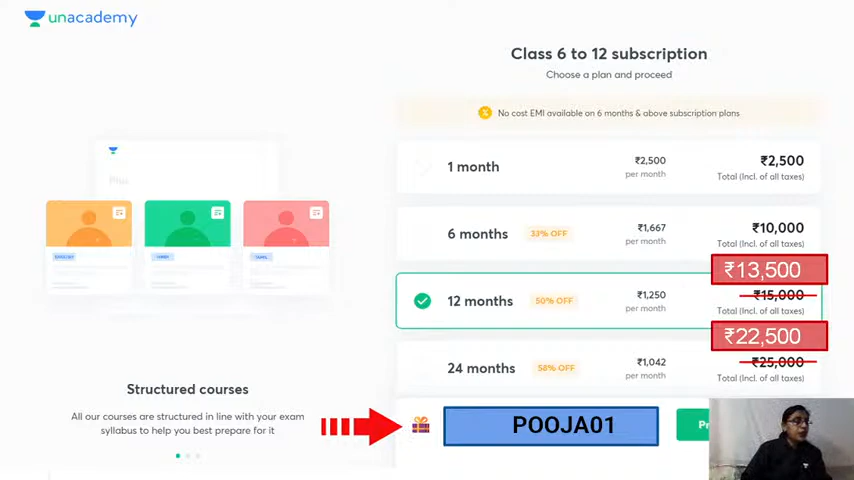 unacademy
Class 6 to 12 subscription
Choose a plan and proceed
No cost EMI available on 6 months & above subscription plans
1 month
₹2,500
per month
₹2,500
Total (Incl. of all taxes)
6 months
33% OFF
₹1,667
per month
₹10,000
Total (Incl. of all taxes)
₹13,500
12 months
50% OFF
₹1,250
per month
₹15,000
Total (Incl. of all taxes)
₹22,500
24 months
58% OFF
₹1,042
per month
₹25,000
Total (Incl. of all taxes)
Plus
HINDI
TAMIL
Structured courses
All our courses are structured in line with your exam
syllabus to help you best prepare for it
POOJA01